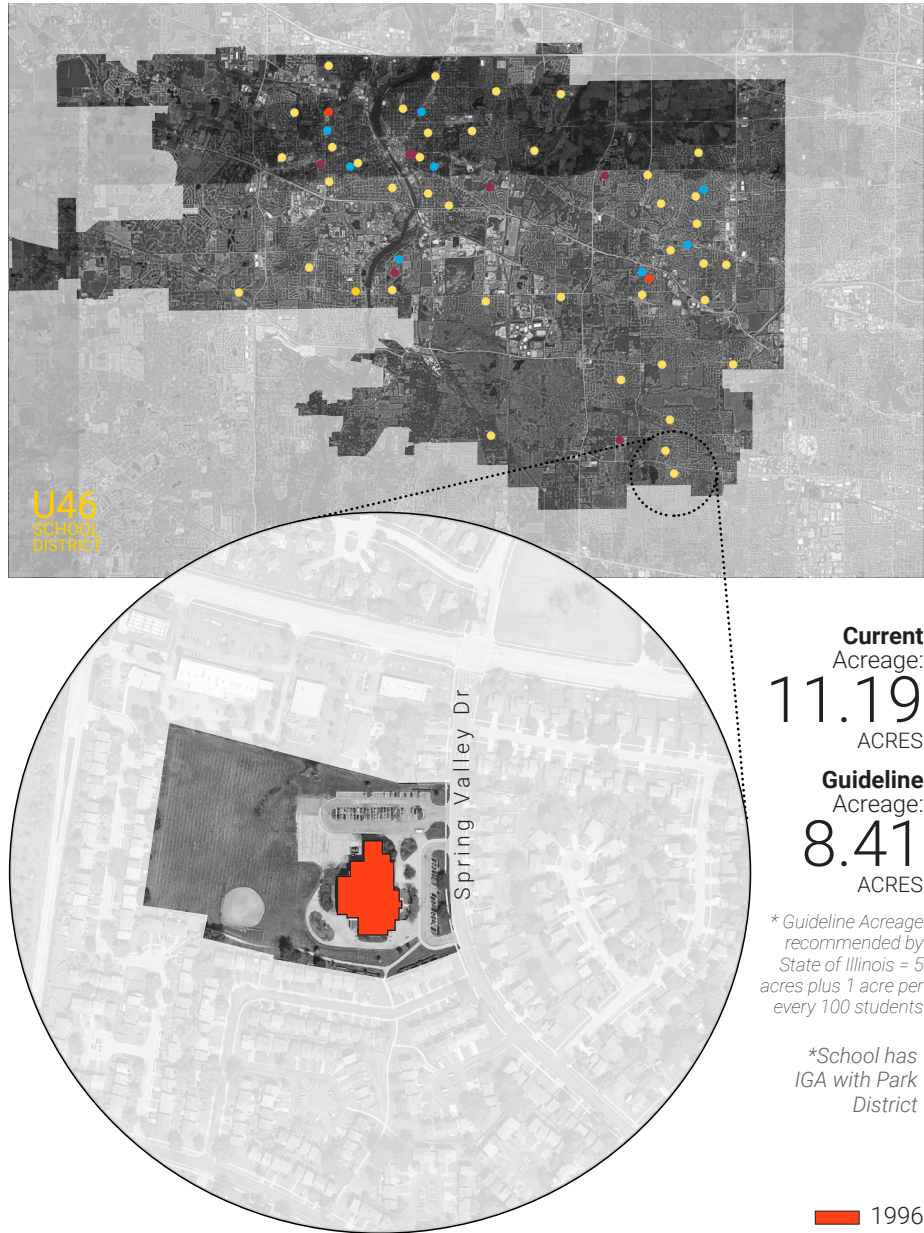 U46
SCHOOL
DISTRICT
Spring Valley Dr
Current
Acreage:
11.19
ACRES
Guideline
Acreage:
8.41
ACRES
* Guideline Acreage
recommended by
State of Illinois = 5
acres plus 1 acre per
every 100 students
*School has
IGA with Park
District
1996